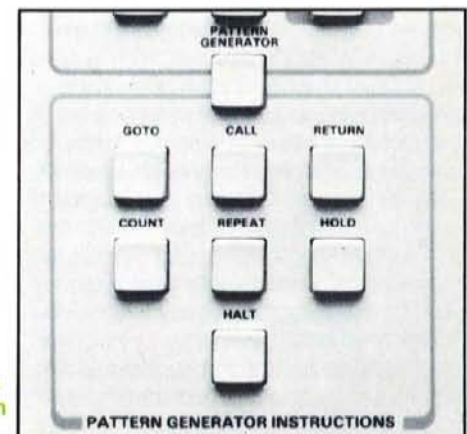 PATTERN
GENERATOR
GOTO CALL RETURN
COUNT REPEAT HOLD
HALT
PATTERN GENERATOR INSTRUCTIONS